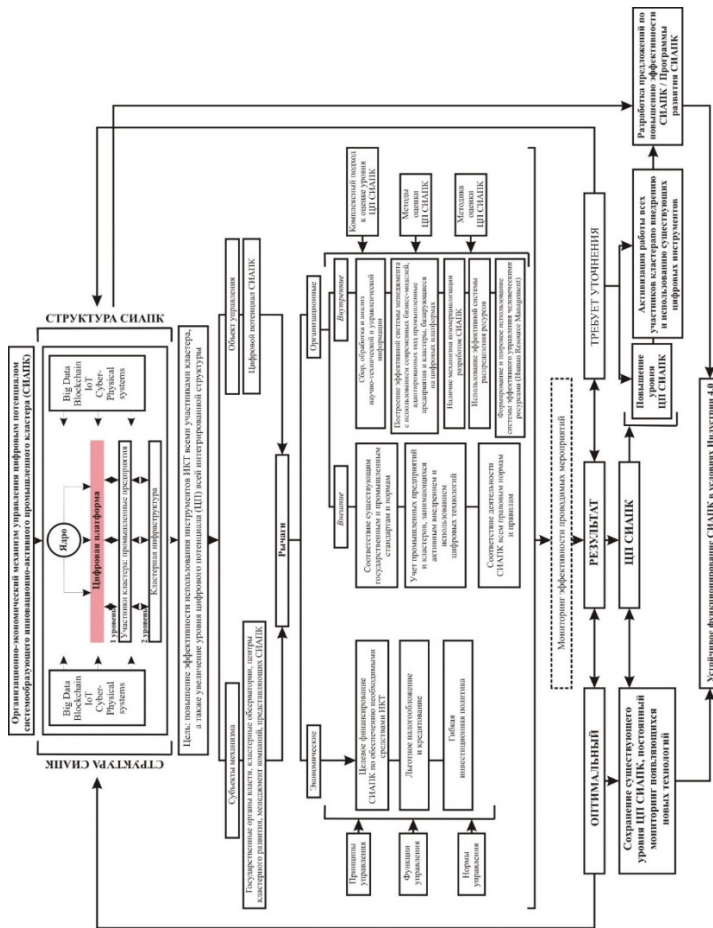 Организационно-экономический механизм управления цифровым потенциалом
системообразующего инновационно-активного промышленного кластера (СИАПК)
СТРУКТУРА СИАПК
Big Data
Blockchain
IoT
Cyber-
Physical
systems
Ядро
Цифровая платформа
1 уровень
Участники кластера: промышленные предприятия
2 уровень
Кластерная инфраструктура
Big Data
Blockchain
IoT
Cyber-
Physical
systems
СТРУКТУРА СИАПК
Цель: повышение эффективности использования инструментов ИКТ всеми участниками кластера,
а также увеличение уровня цифрового потенциала (ЦП) всей интегрированной структуры
Субъекты механизма
Государственные органы власти, кластерные обсерватории, центры
кластерного развития, менеджмент компаний, представляющих СИАПК
Объект управления
Цифровой потенциал СИАПК
Рычаги
Экономические
Организационные
Внешние
Внутренние
Принципы
управления
Функции
управления
Нормы
управления
Целевое финансирование
СИАПК по обеспечению необходимыми
средствами ИКТ
Льготное налогообложение
и кредитование
Гибкая
инвестиционная политика
Соответствие существующим
государственным и промышленным
стандартам и нормам
Учет промышленных предприятий
и кластеров, занимающихся
активным внедрением и
использованием
цифровых технологий
Соответствие деятельности
СИАПК всем правовым нормам
и правилам
Сбор, обработка и анализ
научно-технической и управленческой
информации
Построение эффективной системы менеджмента
с использованием современных бизнес-моделей,
адаптированных под промышленные
предприятия и кластеры, базирующиеся
на цифровых платформах
Наличие механизма коммерциализации
разработок СИАПК
Использование эффективной системы
распределения ресурсом
Формирование и широкое использование
системы эффективного управления человеческими
ресурсами (Human Resource Management)
Комплексный подход
к оценке уровня
ЦП СИАПК
Методы
оценки
ЦП СИАПК
Методика
оценки
ЦП СИАПК
Мониторинг эффективности проводимых мероприятий
ОПТИМАЛЬНЫЙ
РЕЗУЛЬТАТ
ТРЕБУЕТ УТОЧНЕНИЯ
Сохранение существующего
уровня ЦП СИАПК, постоянный
мониторинг появляющихся
новых технологий
ЦП СИАПК
Повышение
уровня
ЦП СИАПК
Активизация работы всех
участников кластерапо внедрению
и использованию существующих
цифровых инструментов
Разработка предложений по
повышению эффективности
СИАПК / Программы
развития СИАПК
Устойчивое функционирование СИАПК в условиях Индустрии 4.0